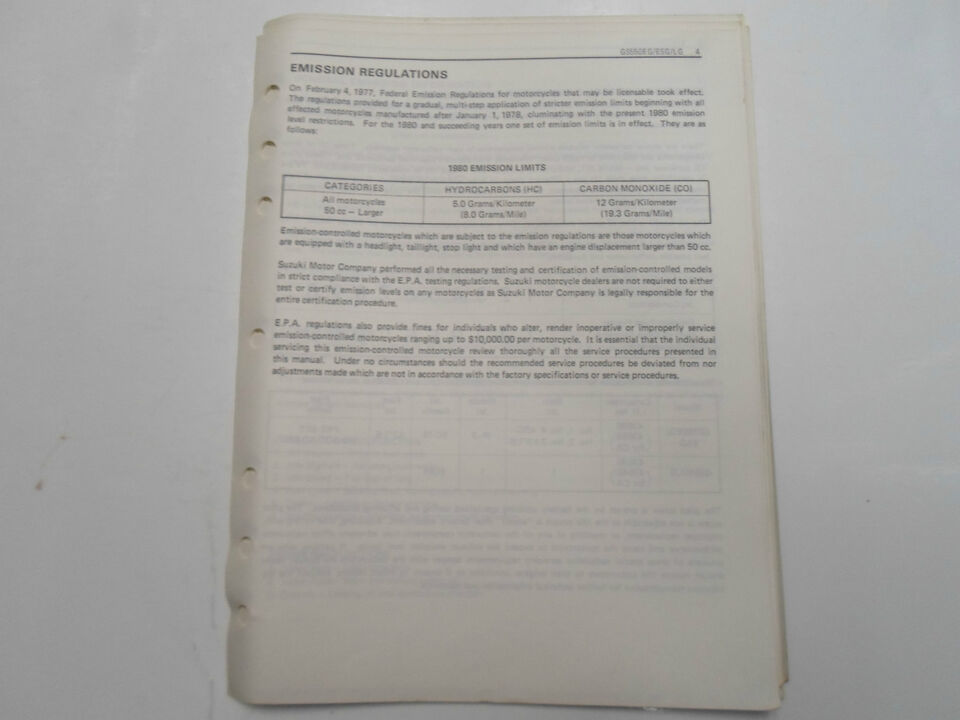 GS550EG/ESG/LG 4
EMISSION REGULATIONS
On February 4, 1977, Federal Emission Regulations for motorcycles that may be licensable took effect.
The regulations provided for a gradual, multi-step application of stricter emission limits beginning with all
effected motorcycles manufactured after January 1, 1978, cluminating with the present 1980 emission
level restrictions. For the 1980 and succeeding years one set of emission limits is in effect. They are as
follows:
1980 EMISSION LIMITS
CATEGORIES HYDROCARBONS (HC) CARBON MONOXIDE (CO)
All motorcycles 5.0 Grams/Kilometer 12 Grams/Kilometer
50 cc — Larger (8.0 Grams/Mile) (19.3 Grams/Mile)
Emission-controlled motorcycles which are subject to the emission regulations are those motorcycles which
are equipped with a headlight, taillight, stop light and which have an engine displacement larger than 50 cc.
Suzuki Motor Company performed all the necessary testing and certification of emission-controlled models
in strict compliance with the E.P.A. testing regulations. Suzuki motorcycle dealers are not required to either
test or certify emission levels on any motorcycles as Suzuki Motor Company is legally responsible for the
entire certification procedure.
E.P.A. regulations also provide fines for individuals who alter, render inoperative or improperly service
emission-controlled motorcycles ranging up to $10,000.00 per motorcycle. It is essential that the individual
servicing this emission-controlled motorcycle review thoroughly all the service procedures presented in
this manual. Under no circumstances should the recommended service procedures be deviated from nor
adjustments made which are not in accordance with the factory specifications or service procedures.